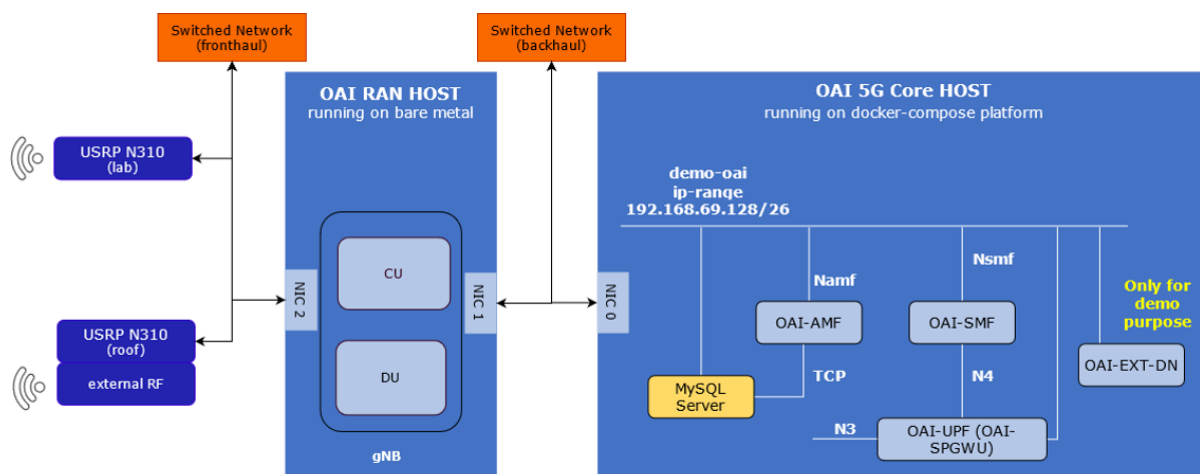 Switched Network
(fronthaul)
Switched Network
(backhaul)
USRP N310
(lab)
USRP N310
(roof)
external RF
OAI RAN HOST
running on bare metal
NIC 2
CU
DU
NIC 1
gNB
OAI 5G Core HOST
running on docker-compose platform
NIC 0
demo-oai
ip-range
192.168.69.128/26
Namf
Nsmf
OAI-AMF
OAI-SMF
Only for
demo
purpose
OAI-EXT-DN
TCP
N4
MySQL
Server
N3
OAI-UPF (OAI-
SPGWU)